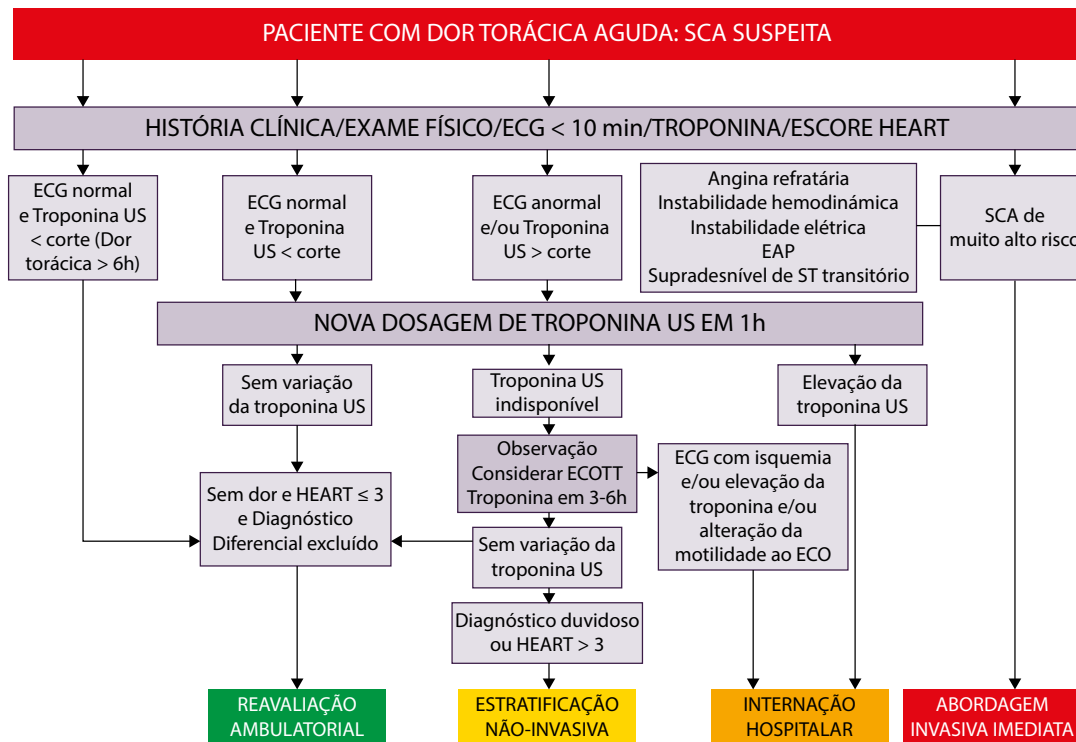 PACIENTE COM DOR TORÁCICA AGUDA: SCA SUSPEITA
HISTÓRIA CLÍNICA/EXAME FÍSICO/ECG < 10 min/TROPONINA/ESCORE HEART
ECG normal
e Troponina US
< corte (Dor
torácica > 6h)
ECG normal
e Troponina
US < corte
ECG anormal
e/ou Troponina
US > corte
Angina refratária
Instabilidade hemodinámica
Instabilidade elétrica
EAP
Supradesnível de ST transitório
SCA de
muito alto risco
NOVA DOSAGEM DE TROPONINA US EM 1h
Sem variação
da troponina US
Troponina US
indisponível
Elevação da
troponina US
Observação
Considerar ECOTT
Troponina em 3-6h
ECG com isquemia
e/ou elevação da
troponina e/ou
alteração da
motilidade ao ECO
Sem dor e HEART ≤ 3
e Diagnóstico
Diferencial excluído
Sem variação da
troponina US
Diagnóstico duvidoso
ou HEART > 3
REAVALIAÇÃO
AMBULATORIAL
ESTRATIFICAÇÃO
NÃO-INVASIVA
INTERNAÇÃO
HOSPITALAR
ABORDAGEM
INVASIVA IMEDIATA